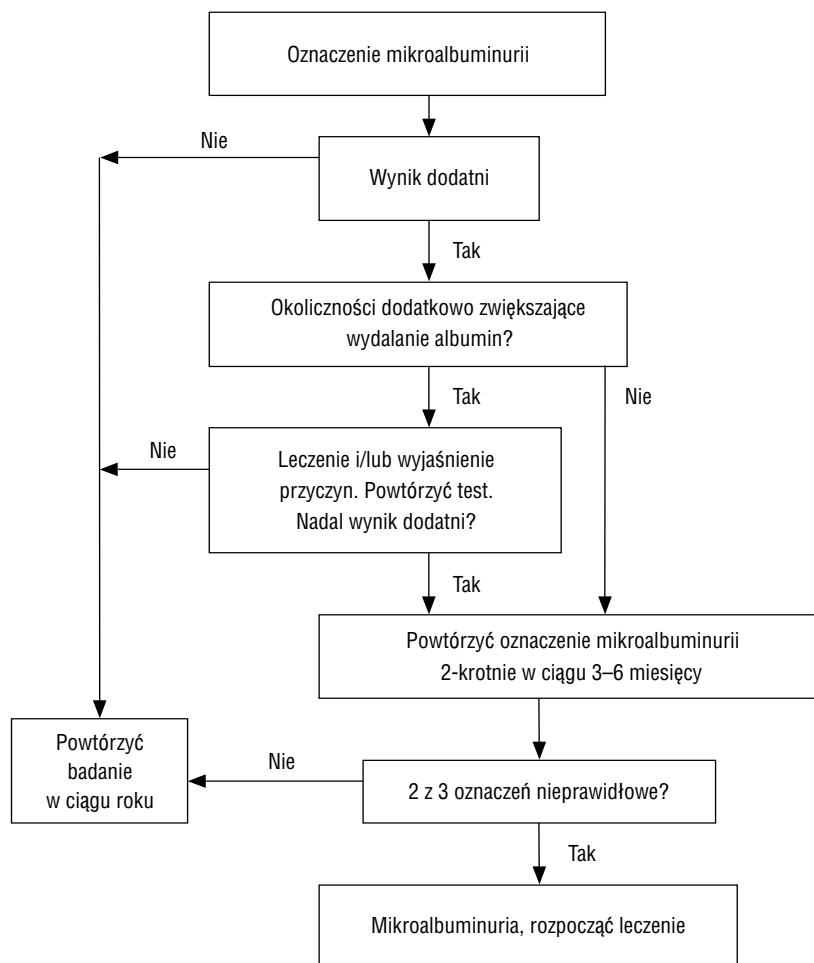 Oznaczenie mikroalbuminurii
Nie
Wynik dodatni
Tak
Okoliczności dodatkowo zwiększające
wydalanie albumin?
Tak
Nie
Nie
Leczenie i/lub wyjaśnienie
przyczyn. Powtórzyć test.
Nadal wynik dodatni?
Tak
Powtórzyć oznaczenie mikroalbuminurii
2-krotnie w ciągu 3–6 miesięcy
Powtórzyć
badanie
w ciągu roku
Nie
2 z 3 oznaczeń nieprawidłowe?
Tak
Mikroalbuminuria, rozpocząć leczenie